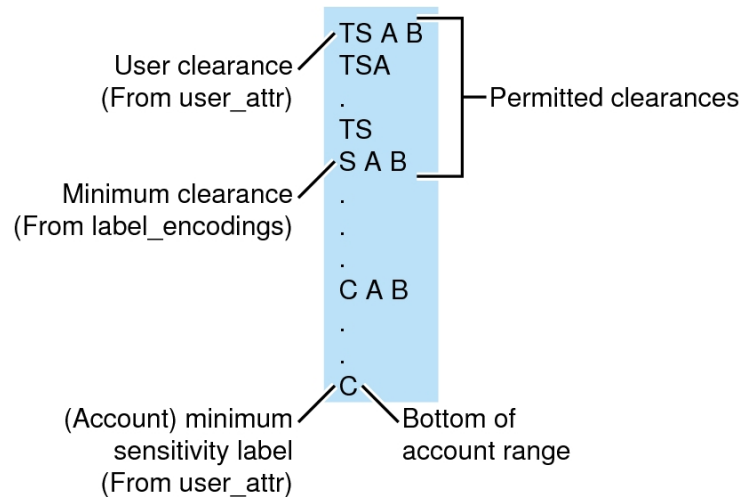 TS A B
User clearance
(From user_attr)
TSA
.
Permitted clearances
TS
S A B
Minimum clearance
(From label_encodings)
.
.
.
C A B
.
.
C
(Account) minimum
sensitivity label
(From user_attr)
Bottom of
account range